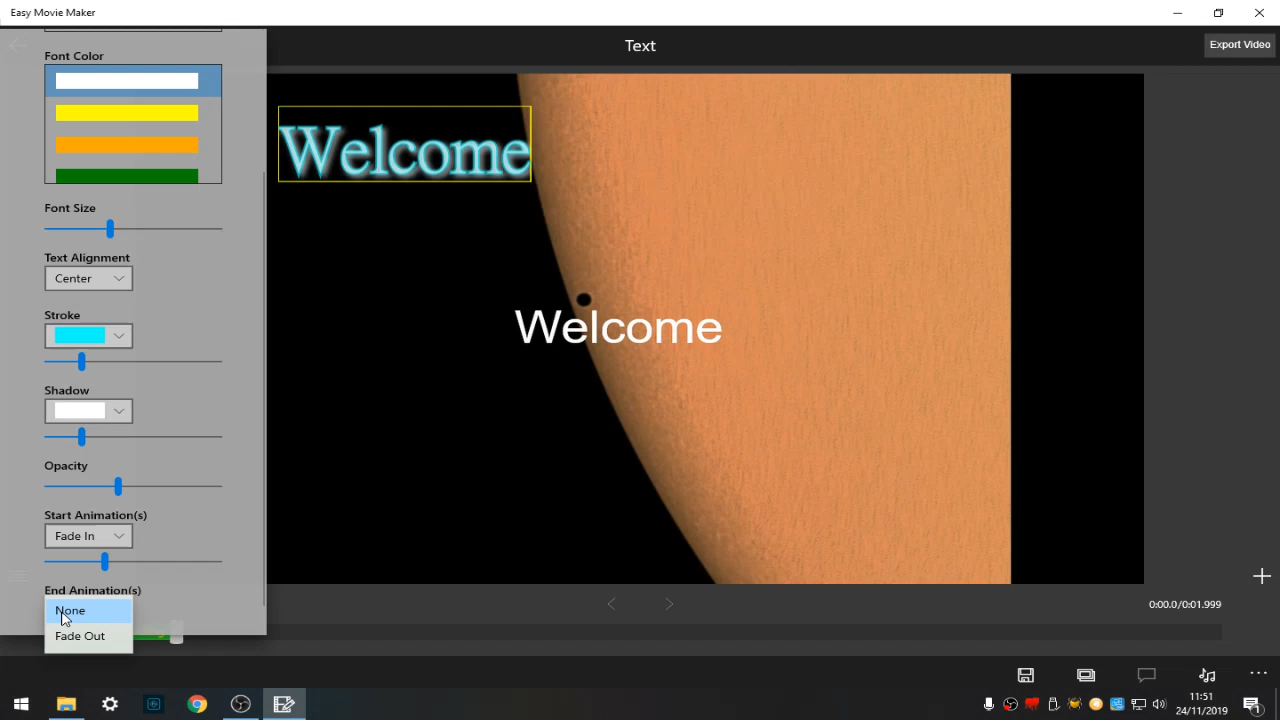 Easy Movie Maker
Text
Export Video
Font Color
Font Size
Text Alignment
Center
Stroke
Shadow
Opacity
Start Animation(s)
Fade In
End Animation(s)
None
Fade Out
Welcome
Welcome
0:00.0/0:01.999
11:51
24/11/2019
1